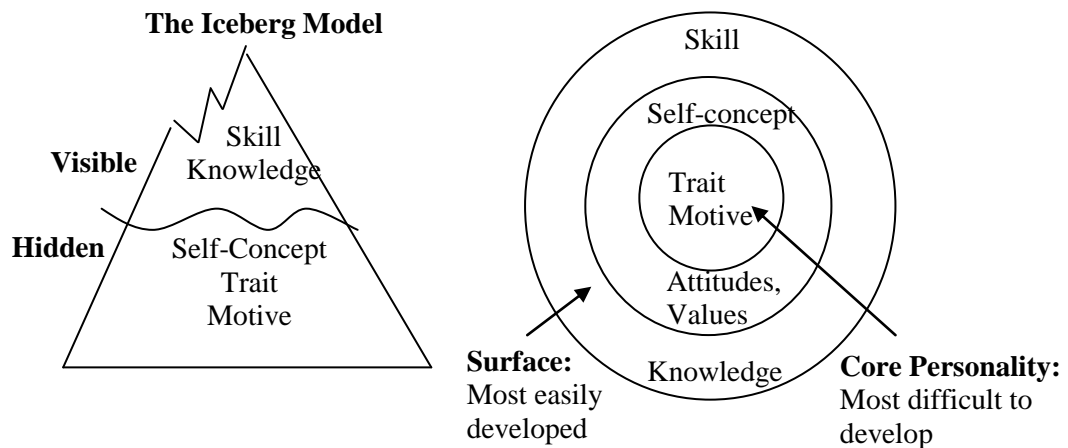 The Iceberg Model
Skill
Knowledge
Visible
Hidden
Self-Concept
Trait
Motive
Skill
Self-concept
Trait
Motive
Attitudes,
Values
Knowledge
Surface:
Most easily
developed
Core Personality:
Most difficult to
develop